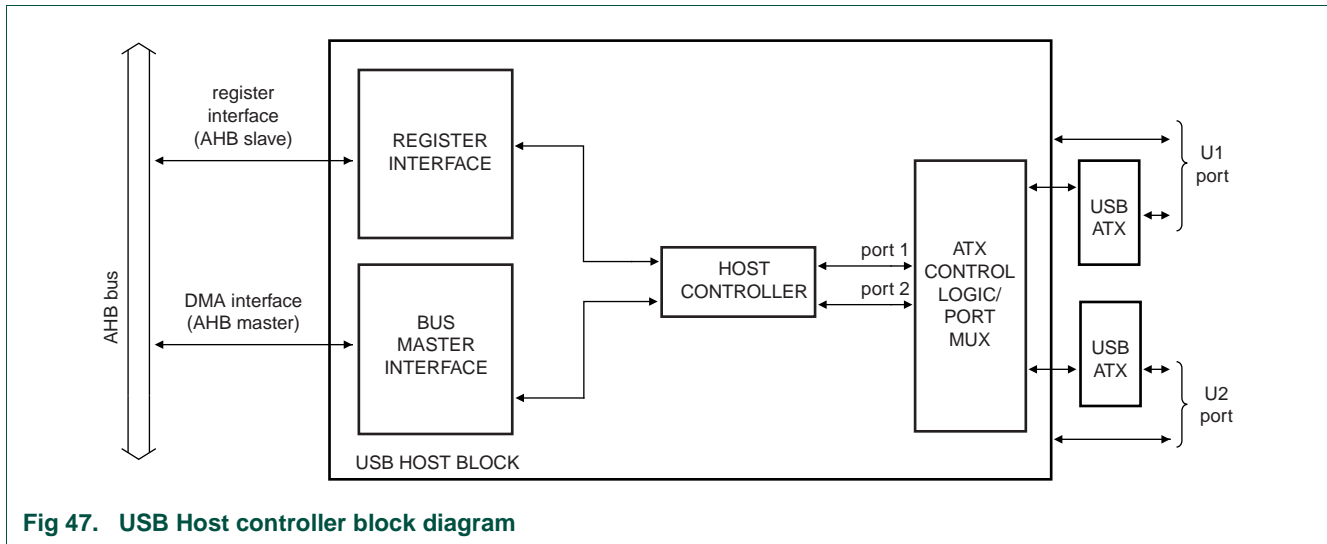 AHB bus
register
interface
(AHB slave)
DMA interface
(AHB master)
REGISTER
INTERFACE
BUS
MASTER
INTERFACE
USB HOST BLOCK
HOST
CONTROLLER
port 1
port 2
ATX
CONTROL
LOGIC/
PORT
MUX
USB
ATX
U1
port
USB
ATX
U2
port
Fig 47. USB Host controller block diagram